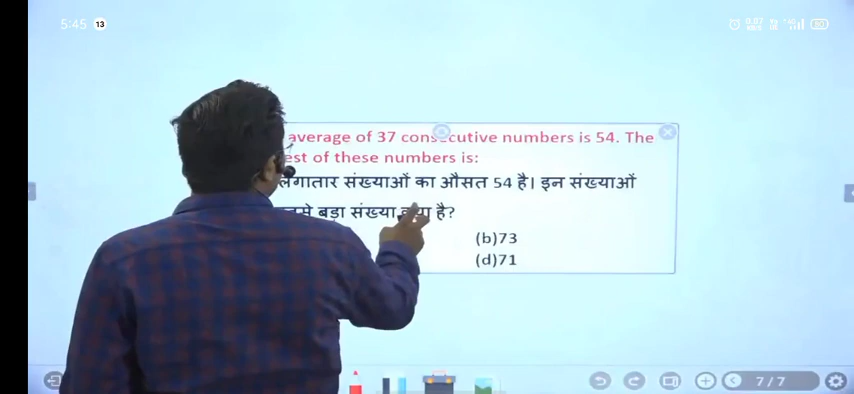 5:45 13
average of 37 consecutive numbers is 54. The
est of these numbers is:
लगातार संख्याओं का औसत 54 है। इन संख्याओं
बड़ा संख्या क्या है?
(b)73
(d)71
7 / 7